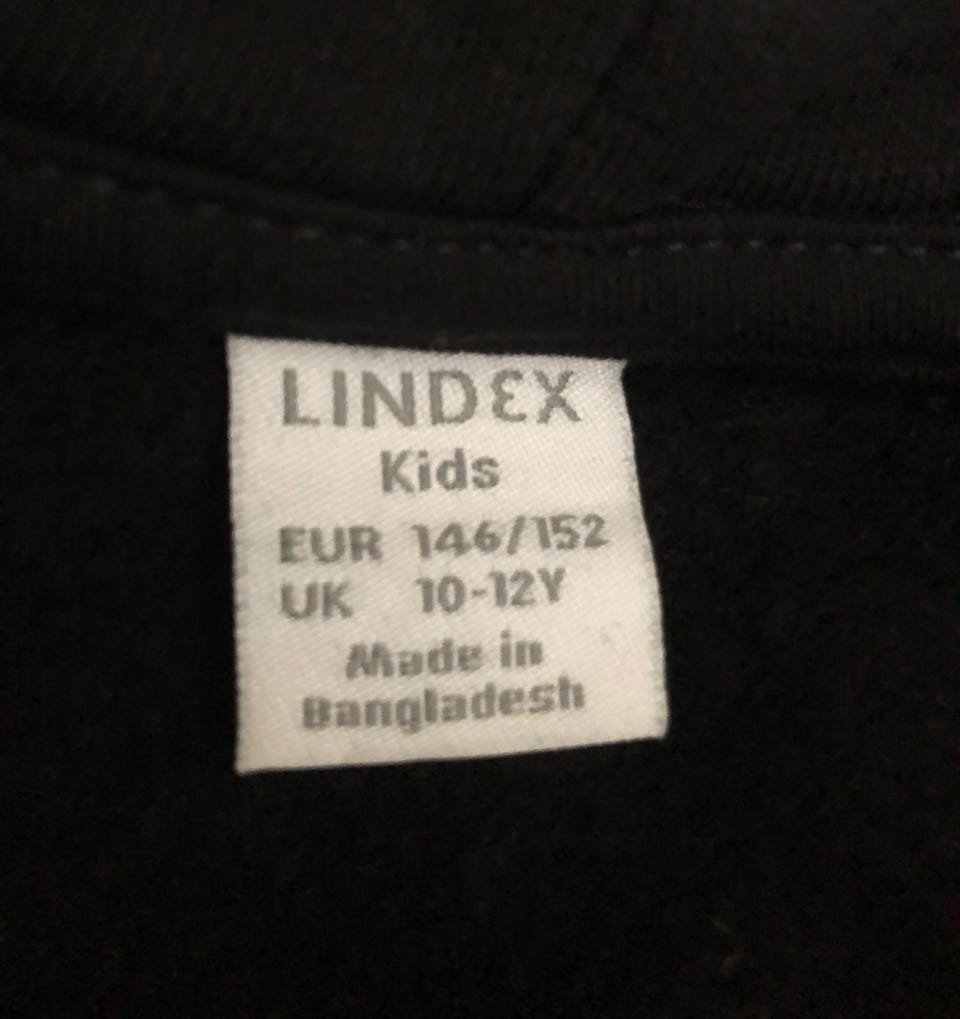 LINDEX
Kids
EUR 146/152
UK 10-12Y
Made in
Bangladesh